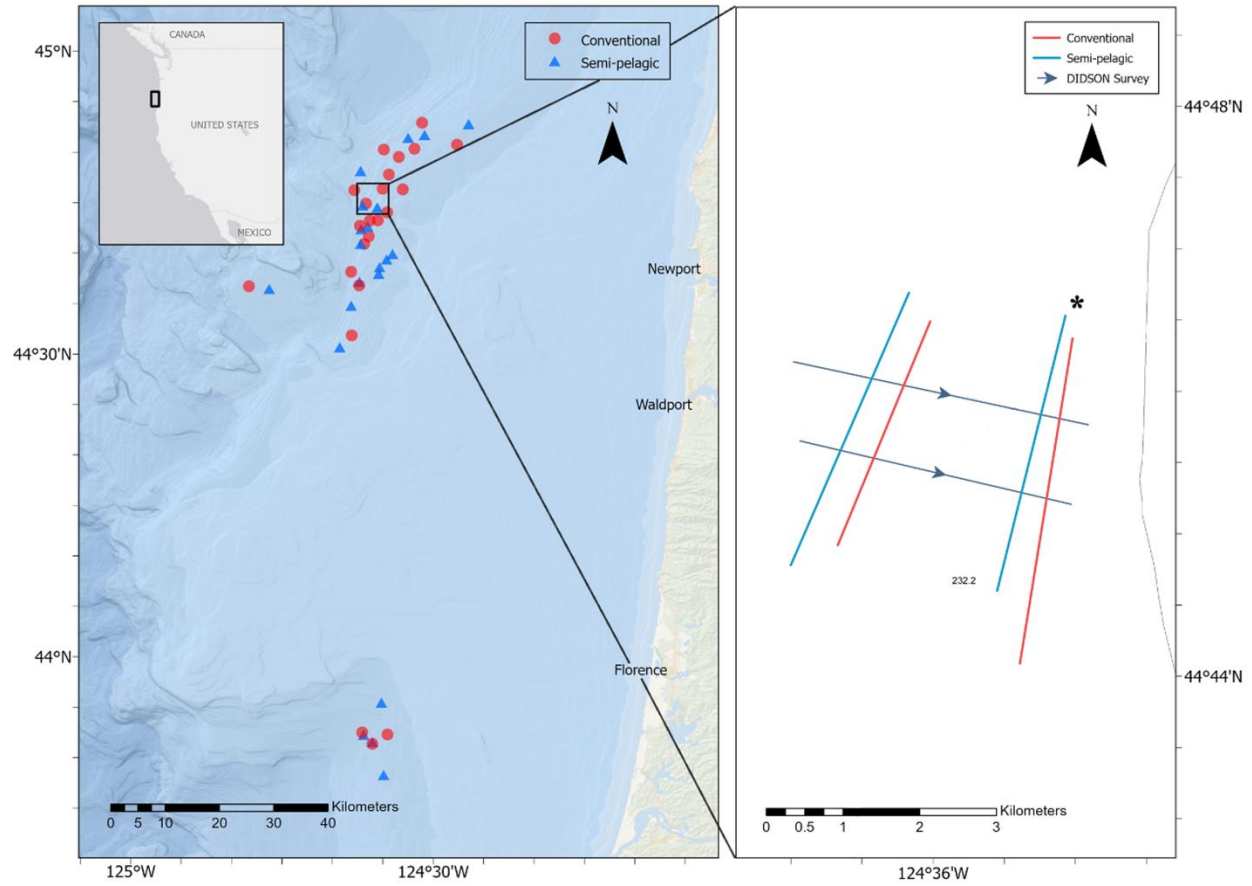 CANADA
UNITED STATES
MEXICO
45°N
44°30'N
44°N
125°W
124°30'W
Conventional
Semi-pelagic
N
Newport
Waldport
Florence
Kilometers
0 5 10 20 30 40
Conventional
Semi-pelagic
DIDSON Survey
N
44°48'N
*
232.2
44°44'N
Kilometers
0 0.5 1 2 3
124°36'W